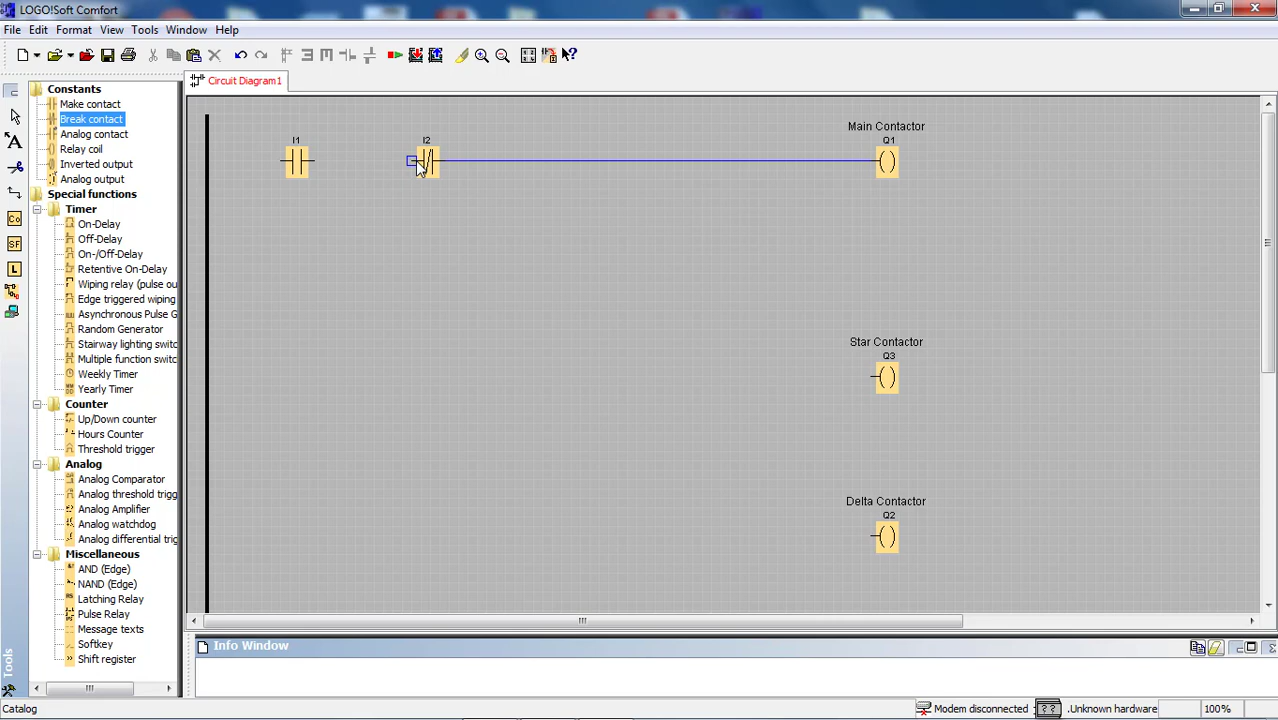 LOGO!Soft Comfort
File Edit Format View Tools Window Help
Circuit Diagram1
Constants
Make contact
Break contact
Analog contact
Relay coil
Inverted output
Analog output
Special functions
Timer
On-Delay
Off-Delay
On-/Off-Delay
Retentive On-Delay
Wiping relay (pulse ou
Edge triggered wiping
Asynchronous Pulse G
Random Generator
Stairway lighting switc
Multiple function switc
Weekly Timer
Yearly Timer
Counter
Up/Down counter
Hours Counter
Threshold trigger
Analog
Analog Comparator
Analog threshold trigg
Analog Amplifier
Analog watchdog
Analog differential trig
Miscellaneous
AND (Edge)
NAND (Edge)
Latching Relay
Pulse Relay
Message texts
Softkey
Shift register
Co
SF
L
Tools
Main Contactor
I1
I2
Q1
Star Contactor
Q3
Delta Contactor
Q2
Info Window
Catalog
Modem disconnected
? ?
.Unknown hardware
100%